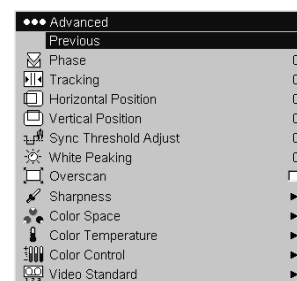 Advanced
Previous
Phase
Tracking
Horizontal Position
Vertical Position
Sync Threshold Adjust
White Peaking
Overscan
Sharpness
Color Space
Color Temperature
Color Control
Video Standard